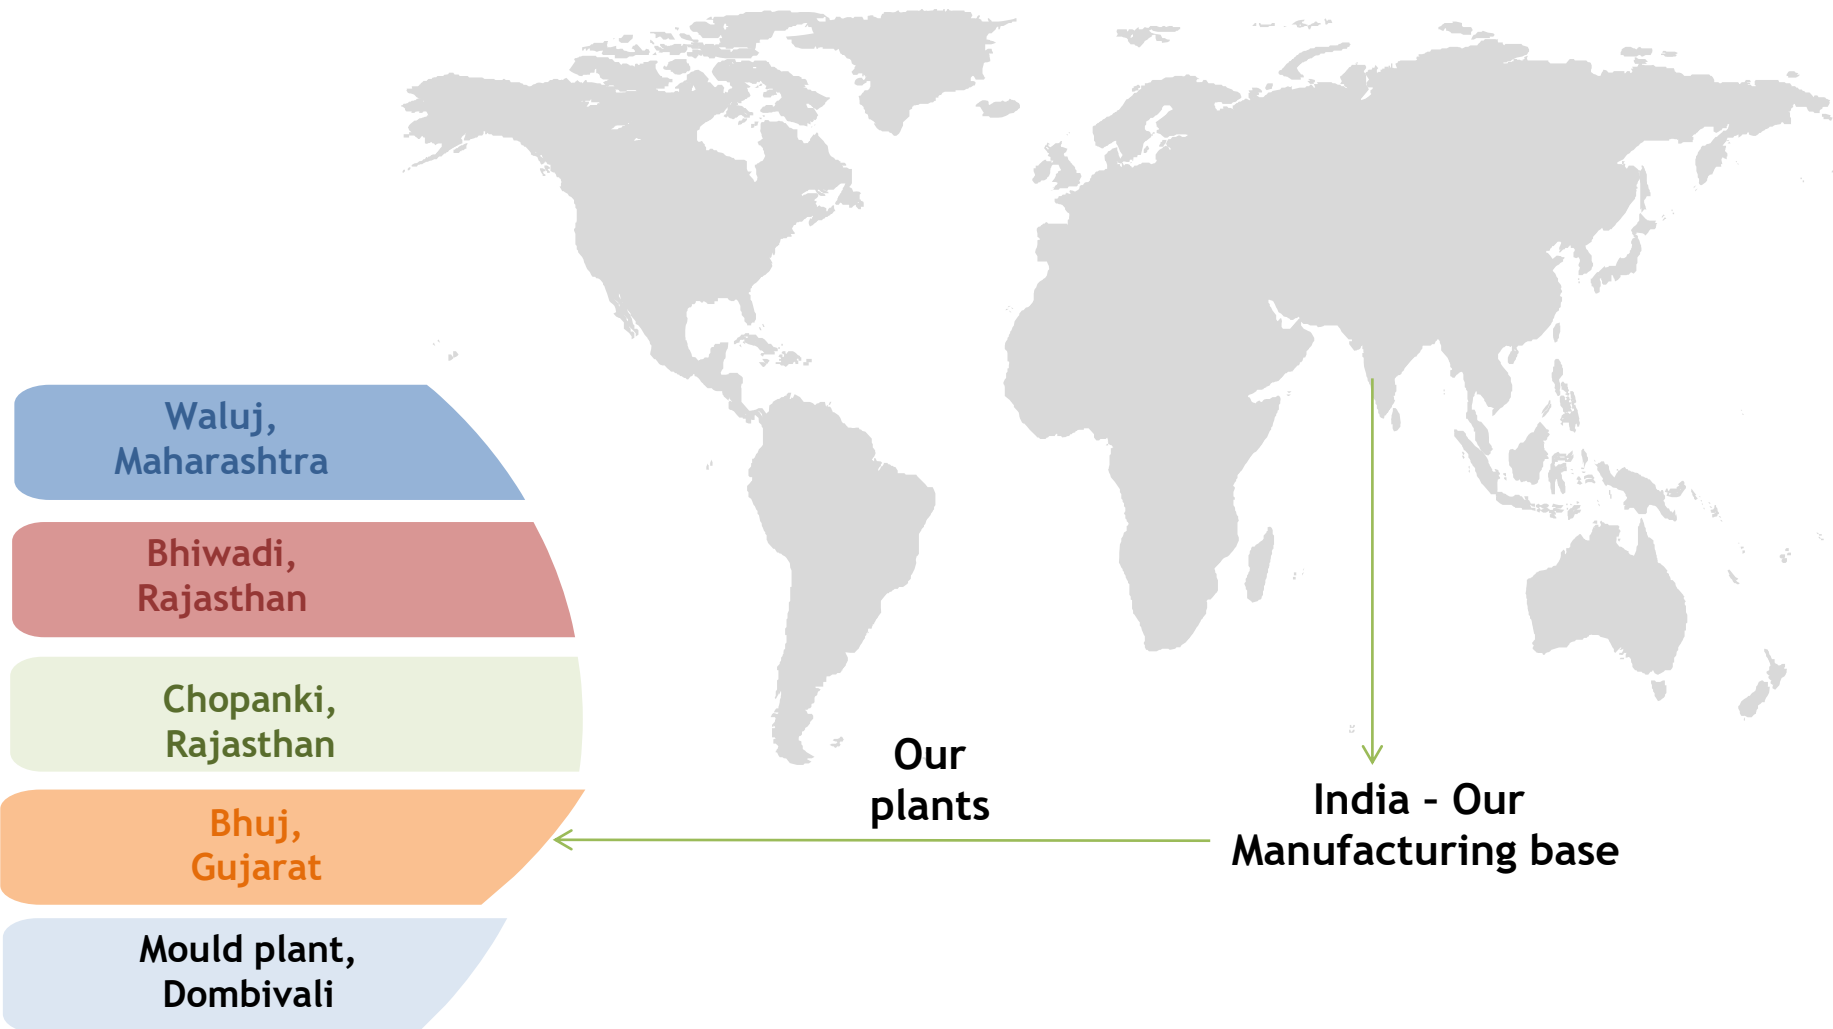 Waluj,
Maharashtra
Bhiwadi,
Rajasthan
Chopanki,
Rajasthan
Bhuj,
Gujarat
Mould plant,
Dombivali
Our
plants
India – Our
Manufacturing base